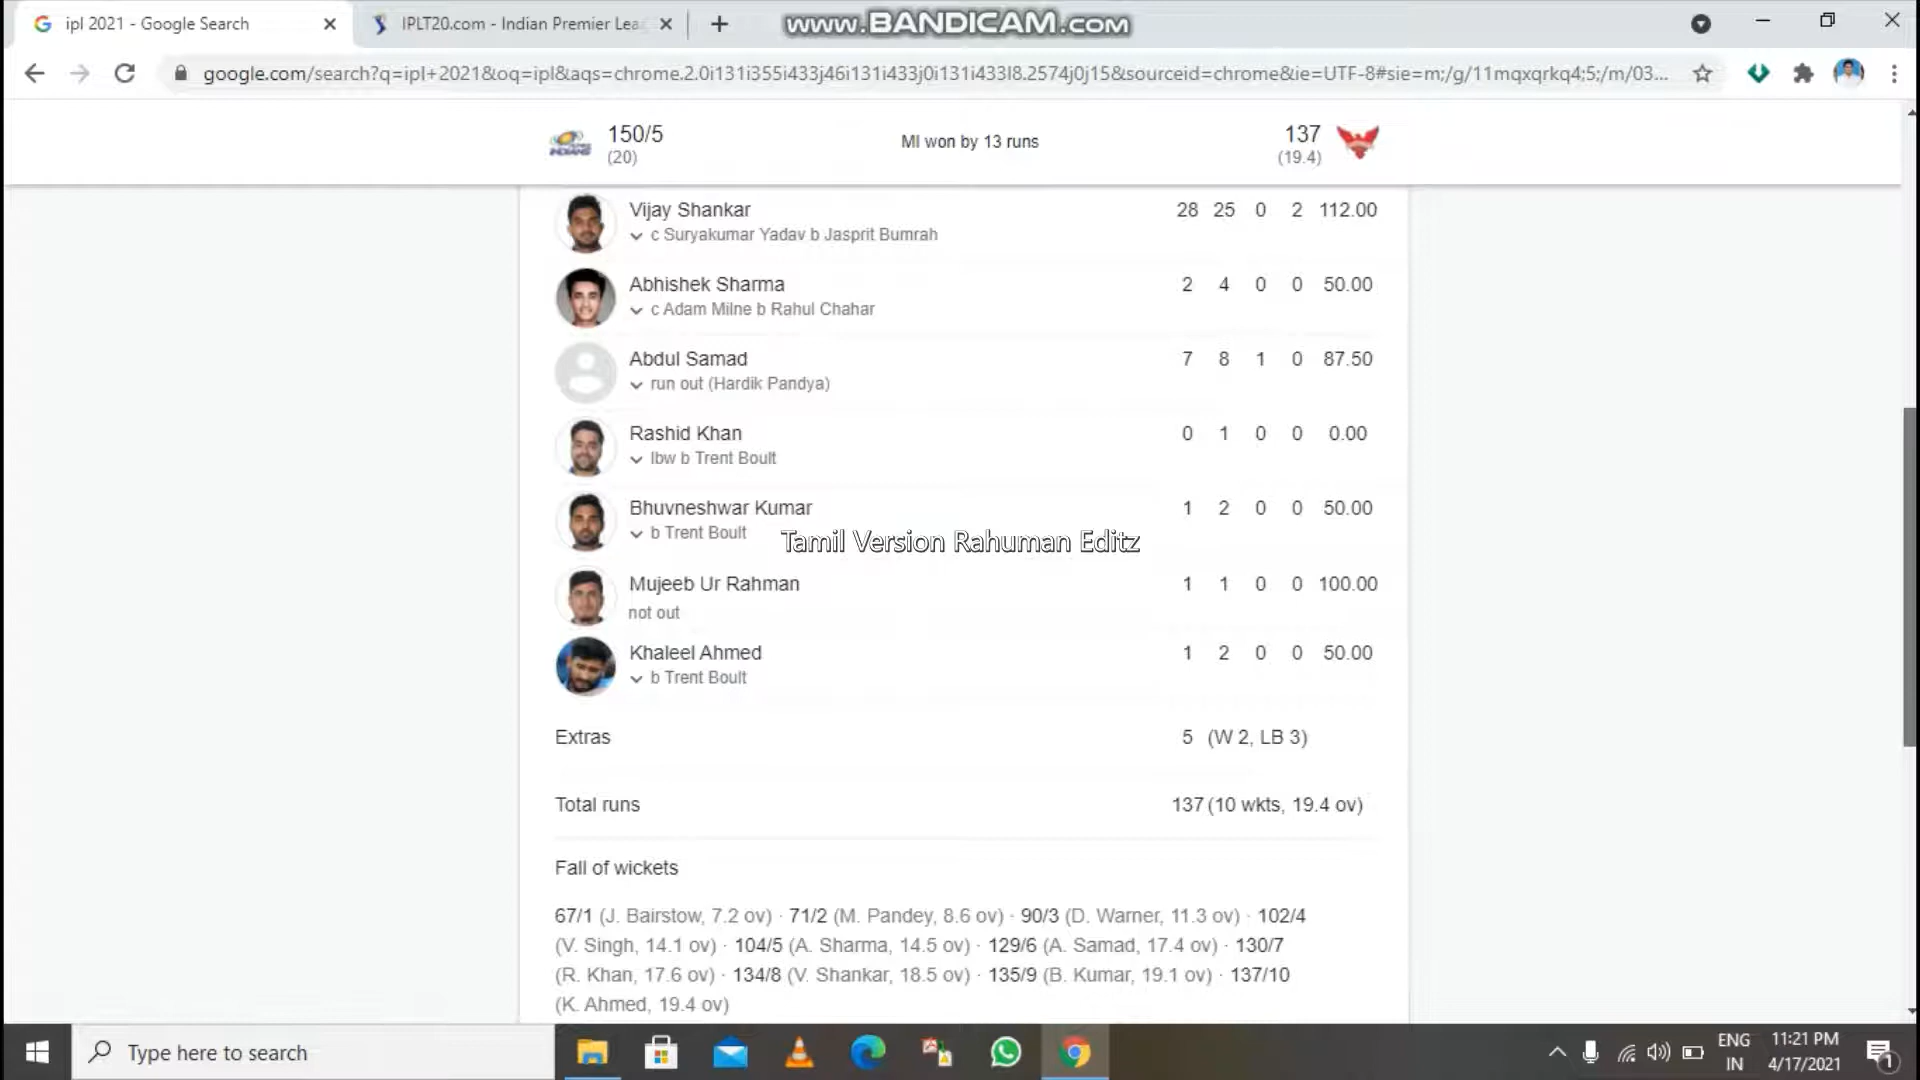 ipl 2021 - Google Search
IPLT20.com - Indian Premier Lea
www.BANDICAM.com
google.com/search?q=ipl+2021&oq=ipl&aqs=chrome.2.0i131i355i433j46i131i433j0i131i433l8.2574j0j15&sourceid=chrome&ie=UTF-8#sie=m;/g/11mqxqrkq4;5;/m/03...
150/5
(20)
MI won by 13 runs
137
(19.4)
INDIANS
Vijay Shankar 28 25 0 2 112.00
c Suryakumar Yadav b Jasprit Bumrah
Abhishek Sharma 2 4 0 0 50.00
c Adam Milne b Rahul Chahar
Abdul Samad 7 8 1 0 87.50
run out (Hardik Pandya)
Rashid Khan 0 1 0 0 0.00
lbw b Trent Boult
Bhuvneshwar Kumar 1 2 0 0 50.00
b Trent Boult
Tamil Version Rahuman Editz
Mujeeb Ur Rahman 1 1 0 0 100.00
not out
Khaleel Ahmed 1 2 0 0 50.00
b Trent Boult
Extras 5 (W 2, LB 3)
Total runs 137 (10 wkts, 19.4 ov)
Fall of wickets
67/1 (J. Bairstow, 7.2 ov) · 71/2 (M. Pandey, 8.6 ov) · 90/3 (D. Warner, 11.3 ov) · 102/4
(V. Singh, 14.1 ov) · 104/5 (A. Sharma, 14.5 ov) · 129/6 (A. Samad, 17.4 ov) · 130/7
(R. Khan, 17.6 ov) · 134/8 (V. Shankar, 18.5 ov) · 135/9 (B. Kumar, 19.1 ov) · 137/10
(K. Ahmed, 19.4 ov)
Type here to search
ENG
IN
11:21 PM
4/17/2021
1